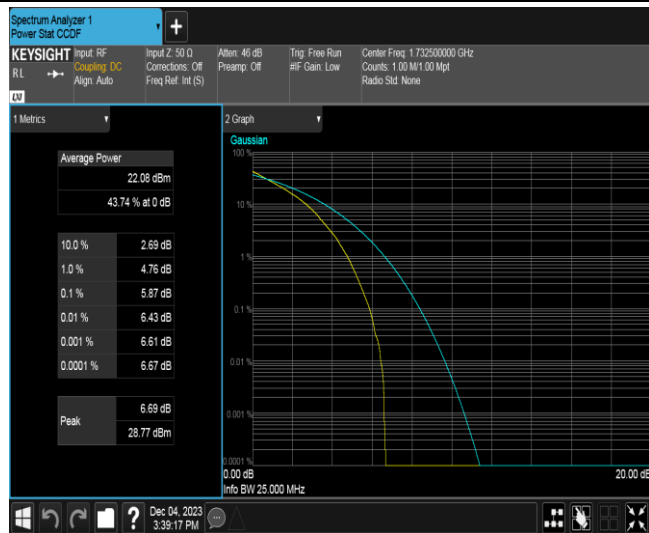 Spectrum Analyzer 1
Power Stat CCDF
+
KEYSIGHT
RL
Input: RF
Coupling: DC
Align: Auto
Input Z: 50 Ω
Corrections: Off
Freq Ref: Int (S)
Atten: 46 dB
Preamp: Off
Trig: Free Run
#IF Gain: Low
Center Freq: 1.732500000 GHz
Counts: 1.00 M/1.00 Mpt
Radio Std: None
LXI
1 Metrics
Average Power
22.08 dBm
43.74 % at 0 dB
10.0 % 2.69 dB
1.0 % 4.76 dB
0.1 % 5.87 dB
0.01 % 6.43 dB
0.001 % 6.61 dB
0.0001 % 6.67 dB
Peak
6.69 dB
28.77 dBm
2 Graph
Gaussian
100 %
10 %
1 %
0.1 %
0.01 %
0.001 %
0.0001 %
0.00 dB 20.00 dB
Info BW 25.000 MHz
?
Dec 04, 2023
3:39:17 PM